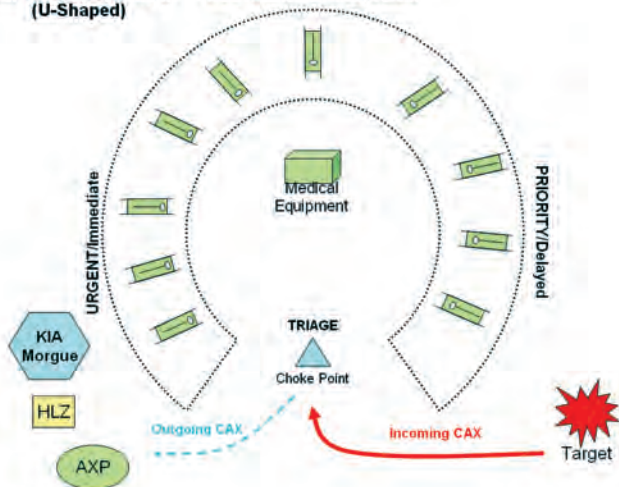 (U-Shaped)
Medical
Equipment
URGENT/Immediate
PRIORITY/Delayed
TRIAGE
Choke Point
KIA
Morgue
HLZ
AXP
Outgoing CAX
Incoming CAX
Target